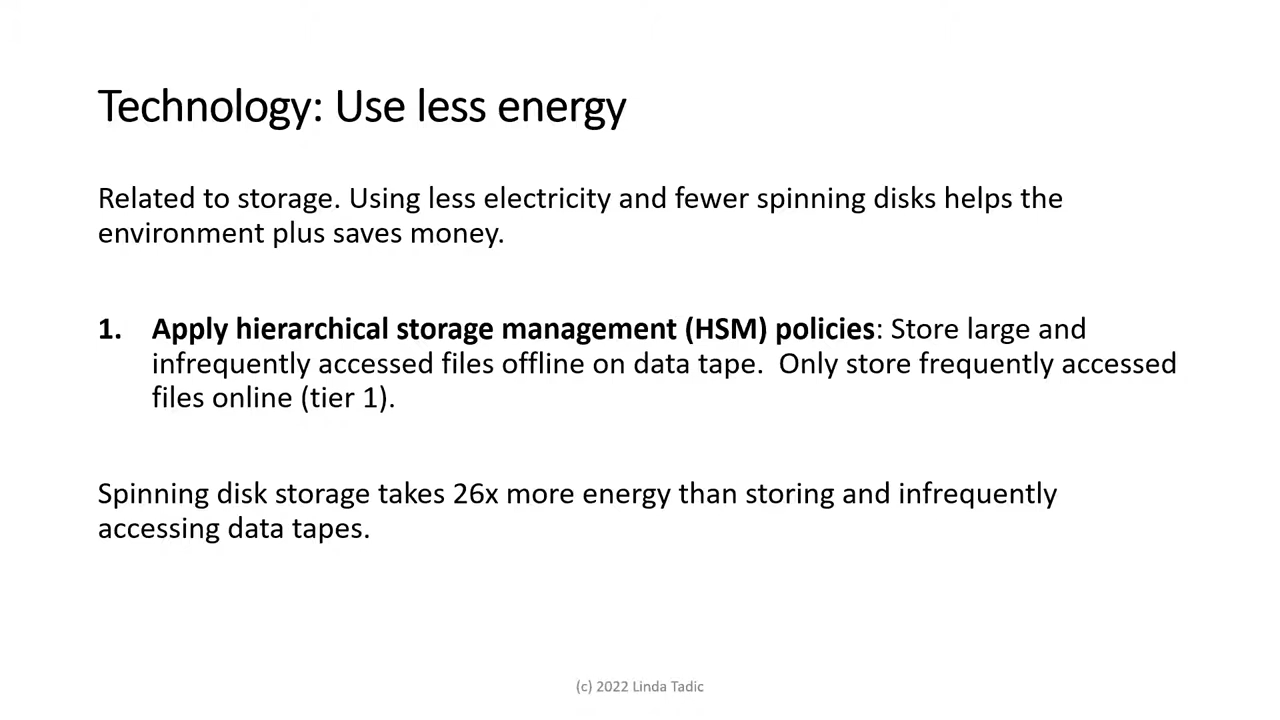 Technology: Use less energy
Related to storage. Using less electricity and fewer spinning disks helps the
environment plus saves money.
1. Apply hierarchical storage management (HSM) policies: Store large and
infrequently accessed files offline on data tape.  Only store frequently accessed
files online (tier 1).
Spinning disk storage takes 26x more energy than storing and infrequently
accessing data tapes.
(c) 2022 Linda Tadic